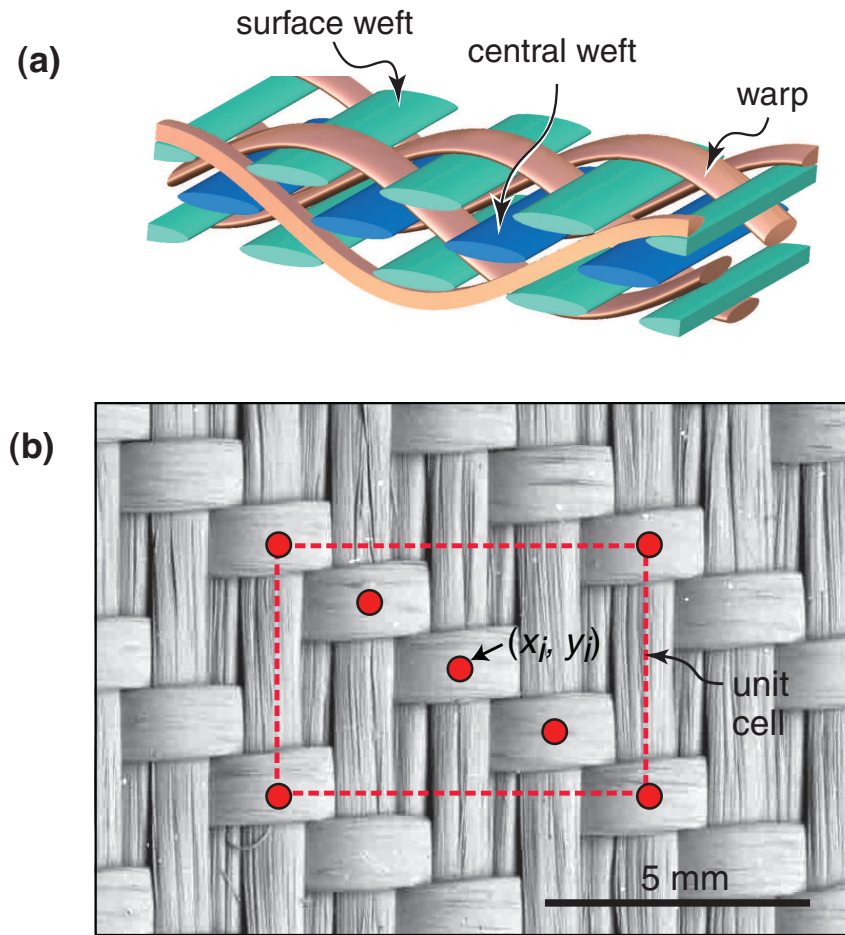 (a)
surface weft
central weft
warp
(b)
(xi, yi)
unit
cell
5 mm